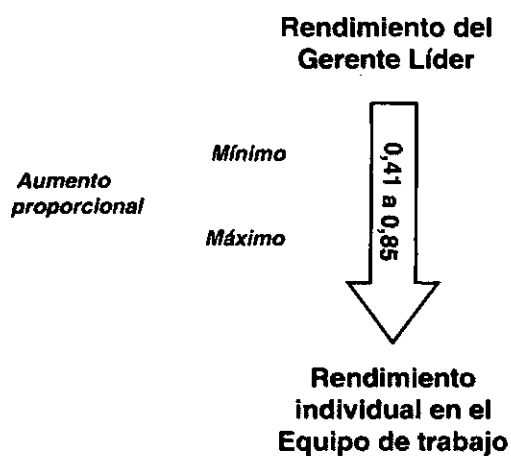 Rendimiento del
Gerente Líder
Mínimo
Aumento
proporcional
Máximo
0,41 a 0,85
Rendimiento
individual en el
Equipo de trabajo